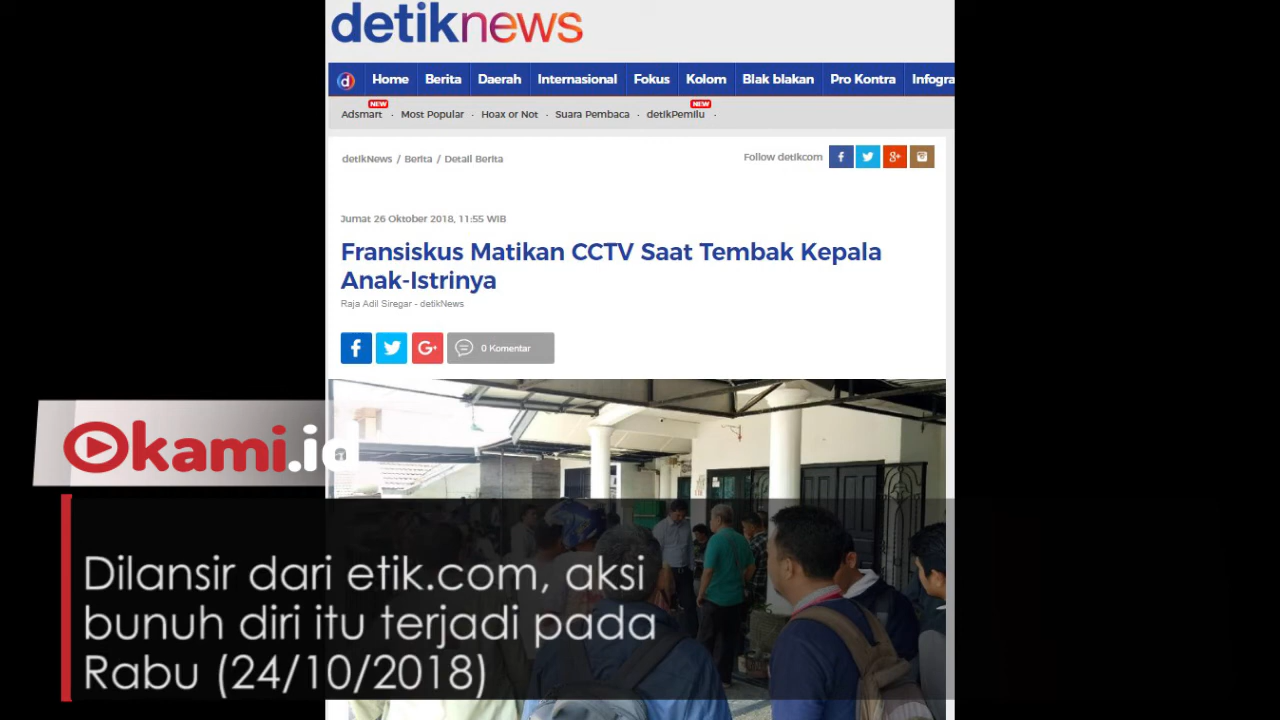 detiknews
Home Berita Daerah Internasional Fokus Kolom Blak blakan Pro Kontra Infogra
NEW NEW
Adsmart · Most Popular · Hoax or Not · Suara Pembaca · detikPemilu ·
detikNews / Berita / Detail Berita
Follow detikcom
Jumat 26 Oktober 2018, 11:55 WIB
Fransiskus Matikan CCTV Saat Tembak Kepala
Anak-Istrinya
Raja Adil Siregar - detikNews
0 Komentar
Okami.id
Dilansir dari etik.com, aksi
bunuh diri itu terjadi pada
Rabu (24/10/2018)